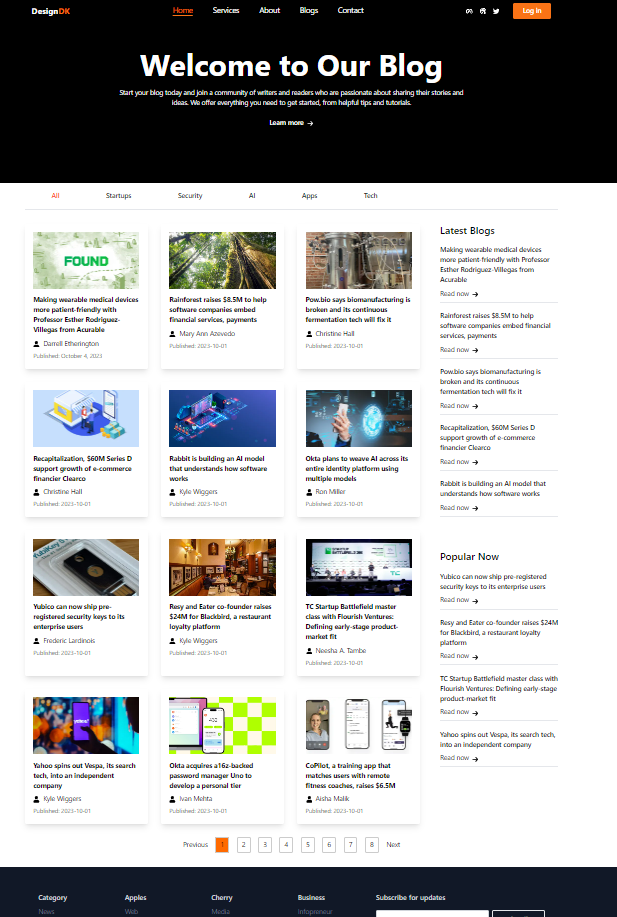 DesignDK
Home Services About Blogs Contact
Log in
Welcome to Our Blog
Start your blog today and join a community of writers and readers who are passionate about sharing their stories and
ideas. We offer everything you need to get started, from helpful tips and tutorials.
Learn more
All Startups Security AI Apps Tech
FOUND
Making wearable medical devices
more patient-friendly with
Professor Esther Rodriguez-
Villegas from Acurable
Darrell Etherington
Published: October 4, 2023
Rainforest raises $8.5M to help
software companies embed
financial services, payments
Mary Ann Azevedo
Published: 2023-10-01
Pow.bio says biomanufacturing is
broken and its continuous
fermentation tech will fix it
Christine Hall
Published: 2023-10-01
Recapitalization, $60M Series D
support growth of e-commerce
financier Clearco
Christine Hall
Published: 2023-10-01
Rabbit is building an AI model
that understands how software
works
Kyle Wiggers
Published: 2023-10-01
Okta plans to weave AI across its
entire identity platform using
multiple models
Ron Miller
Published: 2023-10-01
Yubico can now ship pre-
registered security keys to its
enterprise users
Frederic Lardinois
Published: 2023-10-01
Resy and Eater co-founder raises
$24M for Blackbird, a restaurant
loyalty platform
Kyle Wiggers
Published: 2023-10-01
TC Startup Battlefield master
class with Flourish Ventures:
Defining early-stage product-
market fit
Neesha A. Tambe
Published: 2023-10-01
Yahoo spins out Vespa, its search
tech, into an independent
company
Kyle Wiggers
Published: 2023-10-01
Okta acquires a16z-backed
password manager Uno to
develop a personal tier
Ivan Mehta
Published: 2023-10-01
CoPilot, a training app that
matches users with remote
fitness coaches, raises $6.5M
Aisha Malik
Published: 2023-10-01
Previous 1 2 3 4 5 6 7 8 Next
Latest Blogs
Making wearable medical devices
more patient-friendly with Professor
Esther Rodriguez-Villegas from
Acurable
Read now
Rainforest raises $8.5M to help
software companies embed financial
services, payments
Read now
Pow.bio says biomanufacturing is
broken and its continuous
fermentation tech will fix it
Read now
Recapitalization, $60M Series D
support growth of e-commerce
financier Clearco
Read now
Rabbit is building an AI model that
understands how software works
Read now
Popular Now
Yubico can now ship pre-registered
security keys to its enterprise users
Read now
Resy and Eater co-founder raises $24M
for Blackbird, a restaurant loyalty
platform
Read now
TC Startup Battlefield master class with
Flourish Ventures: Defining early-stage
product-market fit
Read now
Yahoo spins out Vespa, its search tech,
into an independent company
Read now
Category Apples Cherry Business Subscribe for updates
News Web Media Infopreneur